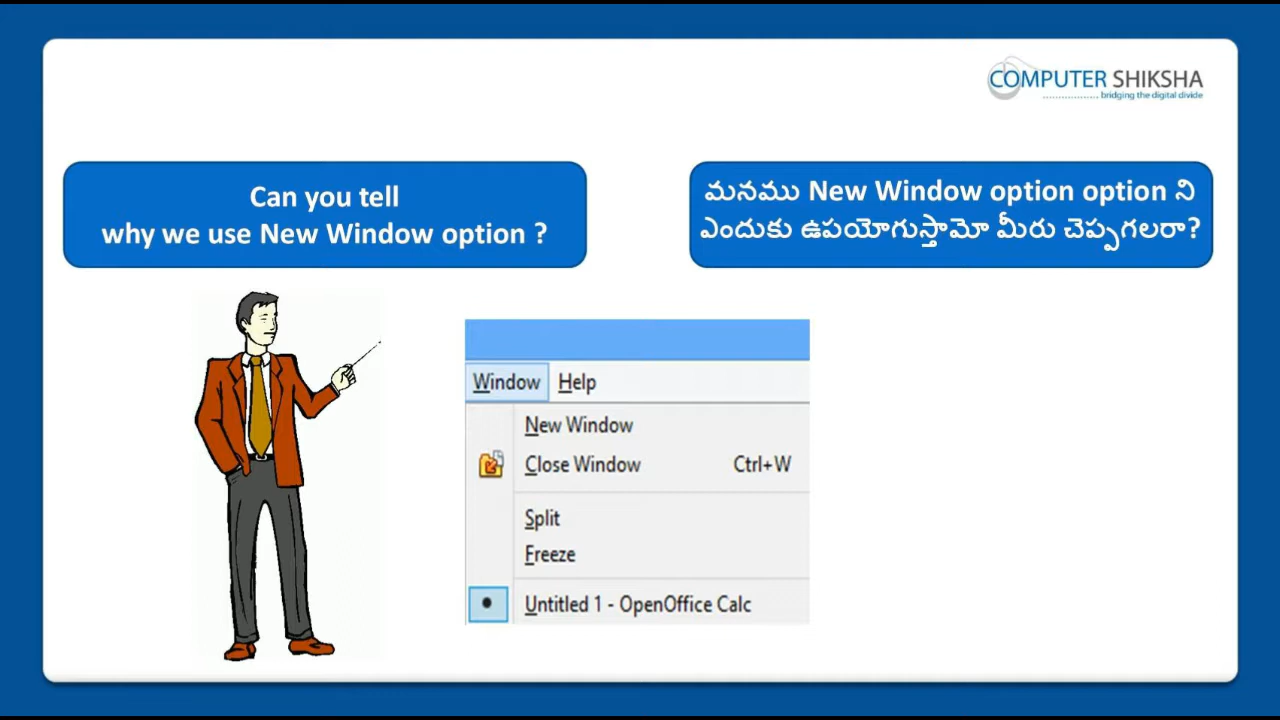 COMPUTER SHIKSHA
bridging the digital divide
Can you tell
why we use New Window option ?
మనము New Window option option ని
ఎందుకు ఉపయోగుస్తామో మీరు చెప్పగలరా?
Window Help
New Window
Close Window Ctrl+W
Split
Freeze
Untitled 1 - OpenOffice Calc